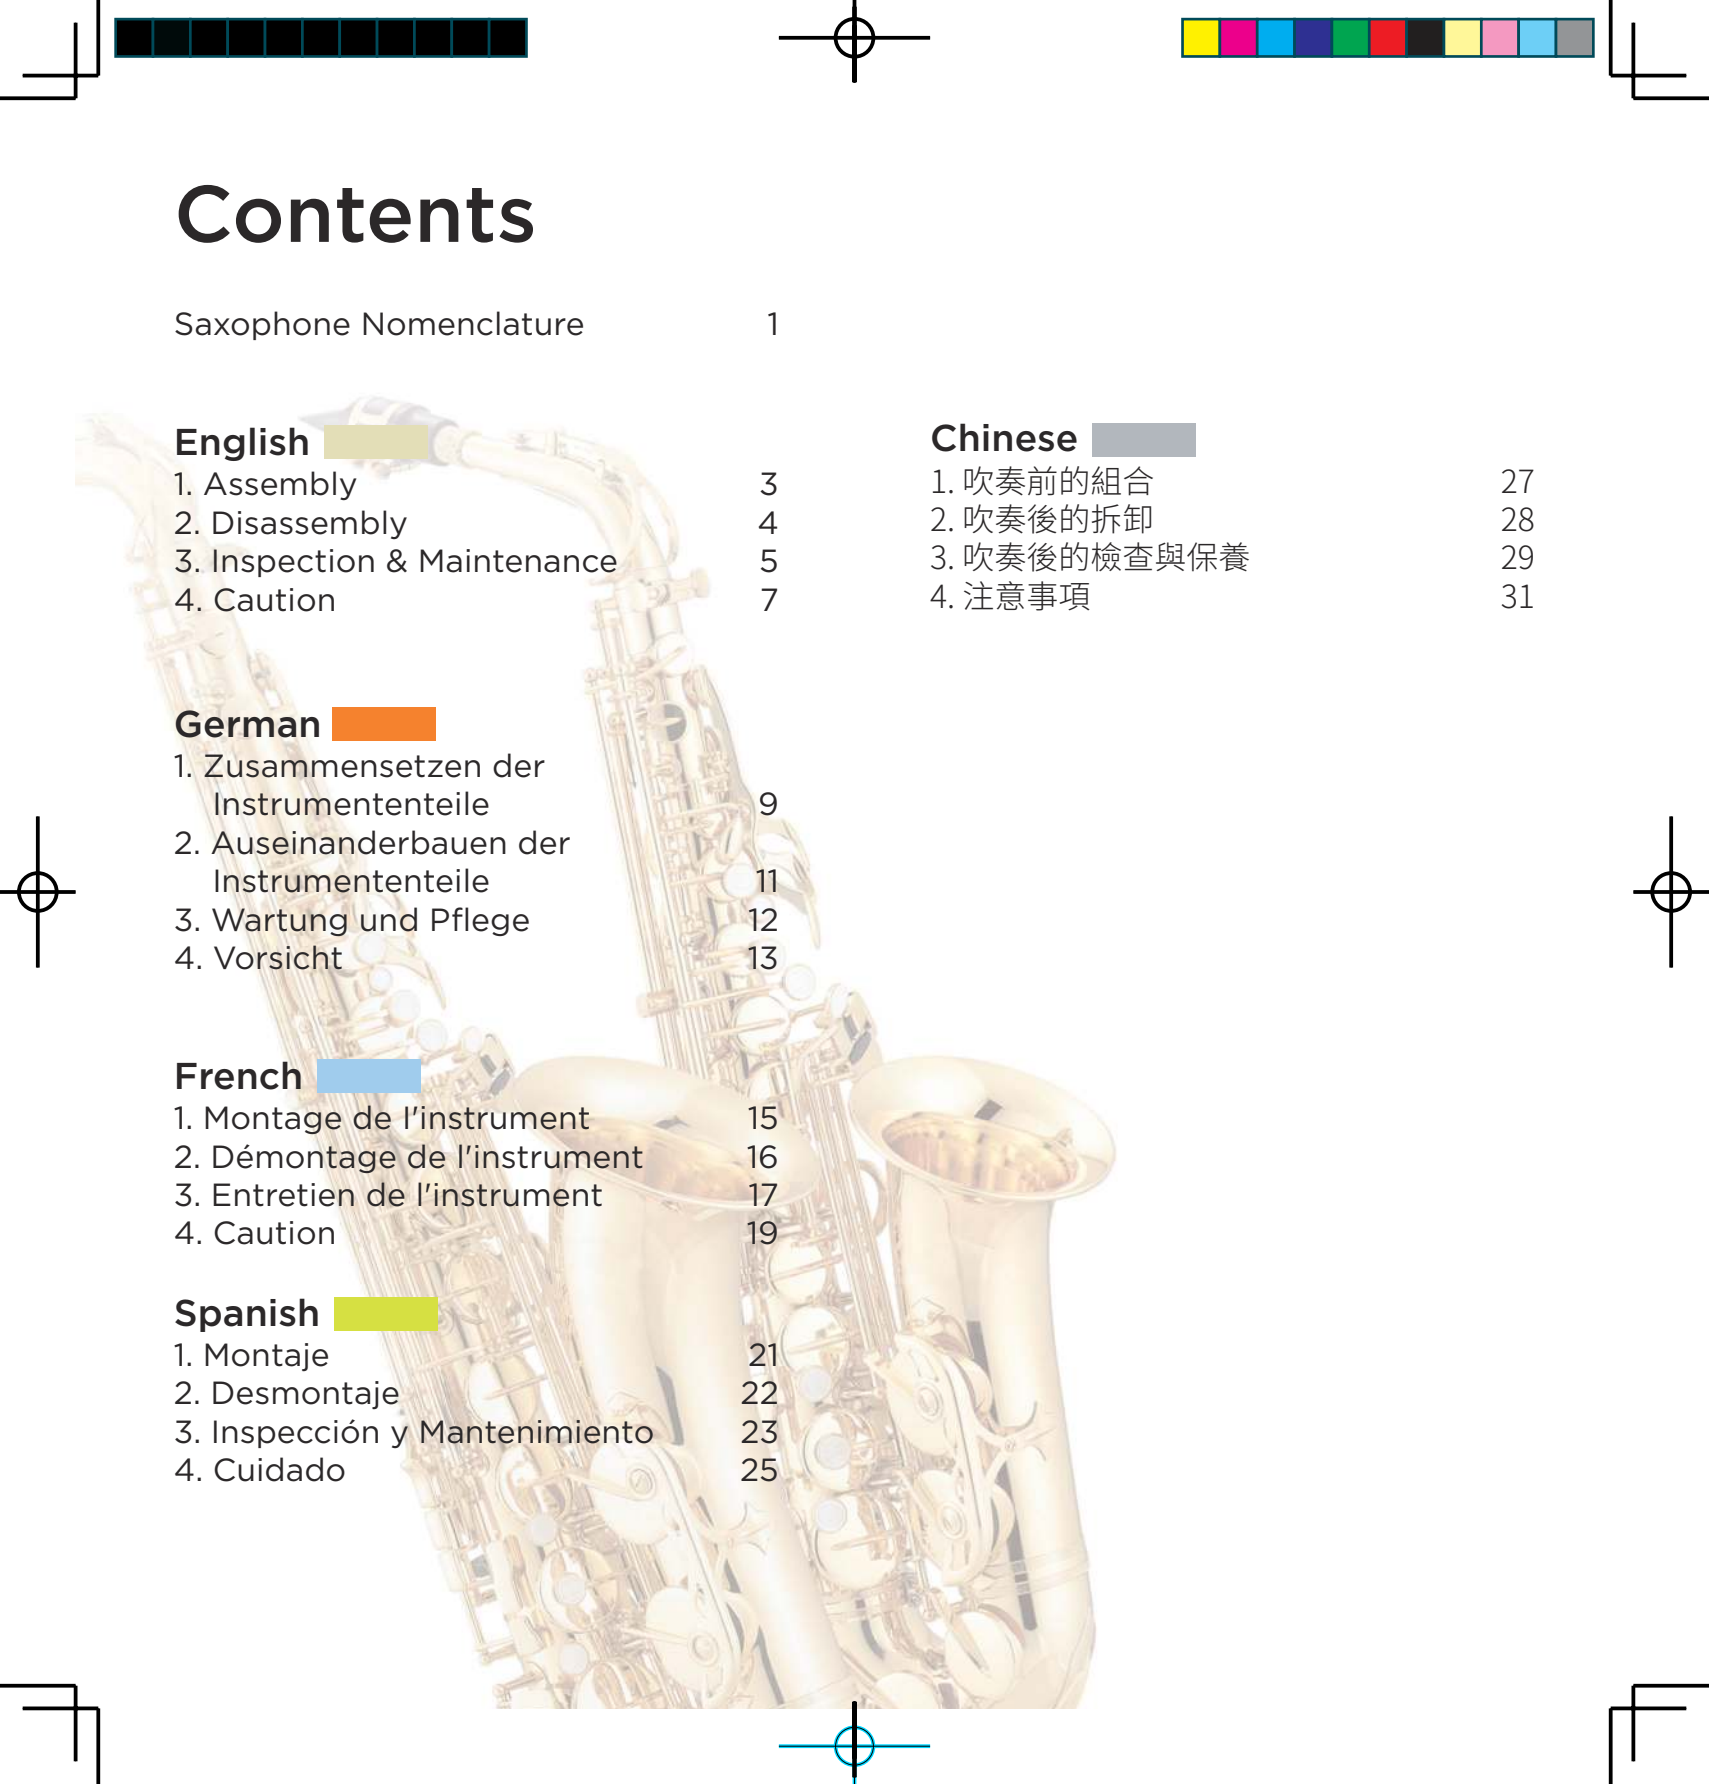 Contents
Saxophone Nomenclature 1
English
1. Assembly 3
2. Disassembly 4
3. Inspection & Maintenance 5
4. Caution 7
German
1. Zusammensetzen der
Instrumententeile 9
2. Auseinanderbauen der
Instrumententeile 11
3. Wartung und Pflege 12
4. Vorsicht 13
French
1. Montage de l'instrument 15
2. Démontage de l'instrument 16
3. Entretien de l'instrument 17
4. Caution 19
Spanish
1. Montaje 21
2. Desmontaje 22
3. Inspección y Mantenimiento 23
4. Cuidado 25
Chinese
1. 吹奏前的組合 27
2. 吹奏後的拆卸 28
3. 吹奏後的檢查與保養 29
4. 注意事項 31